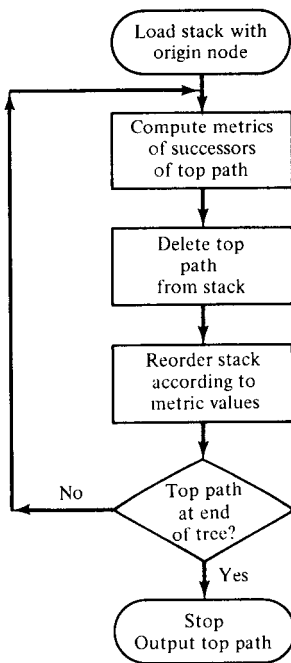 Load stack with
origin node
Compute metrics
of successors
of top path
Delete top
path
from stack
Reorder stack
according to
metric values
No
Top path
at end
of tree?
Yes
Stop
Output top path